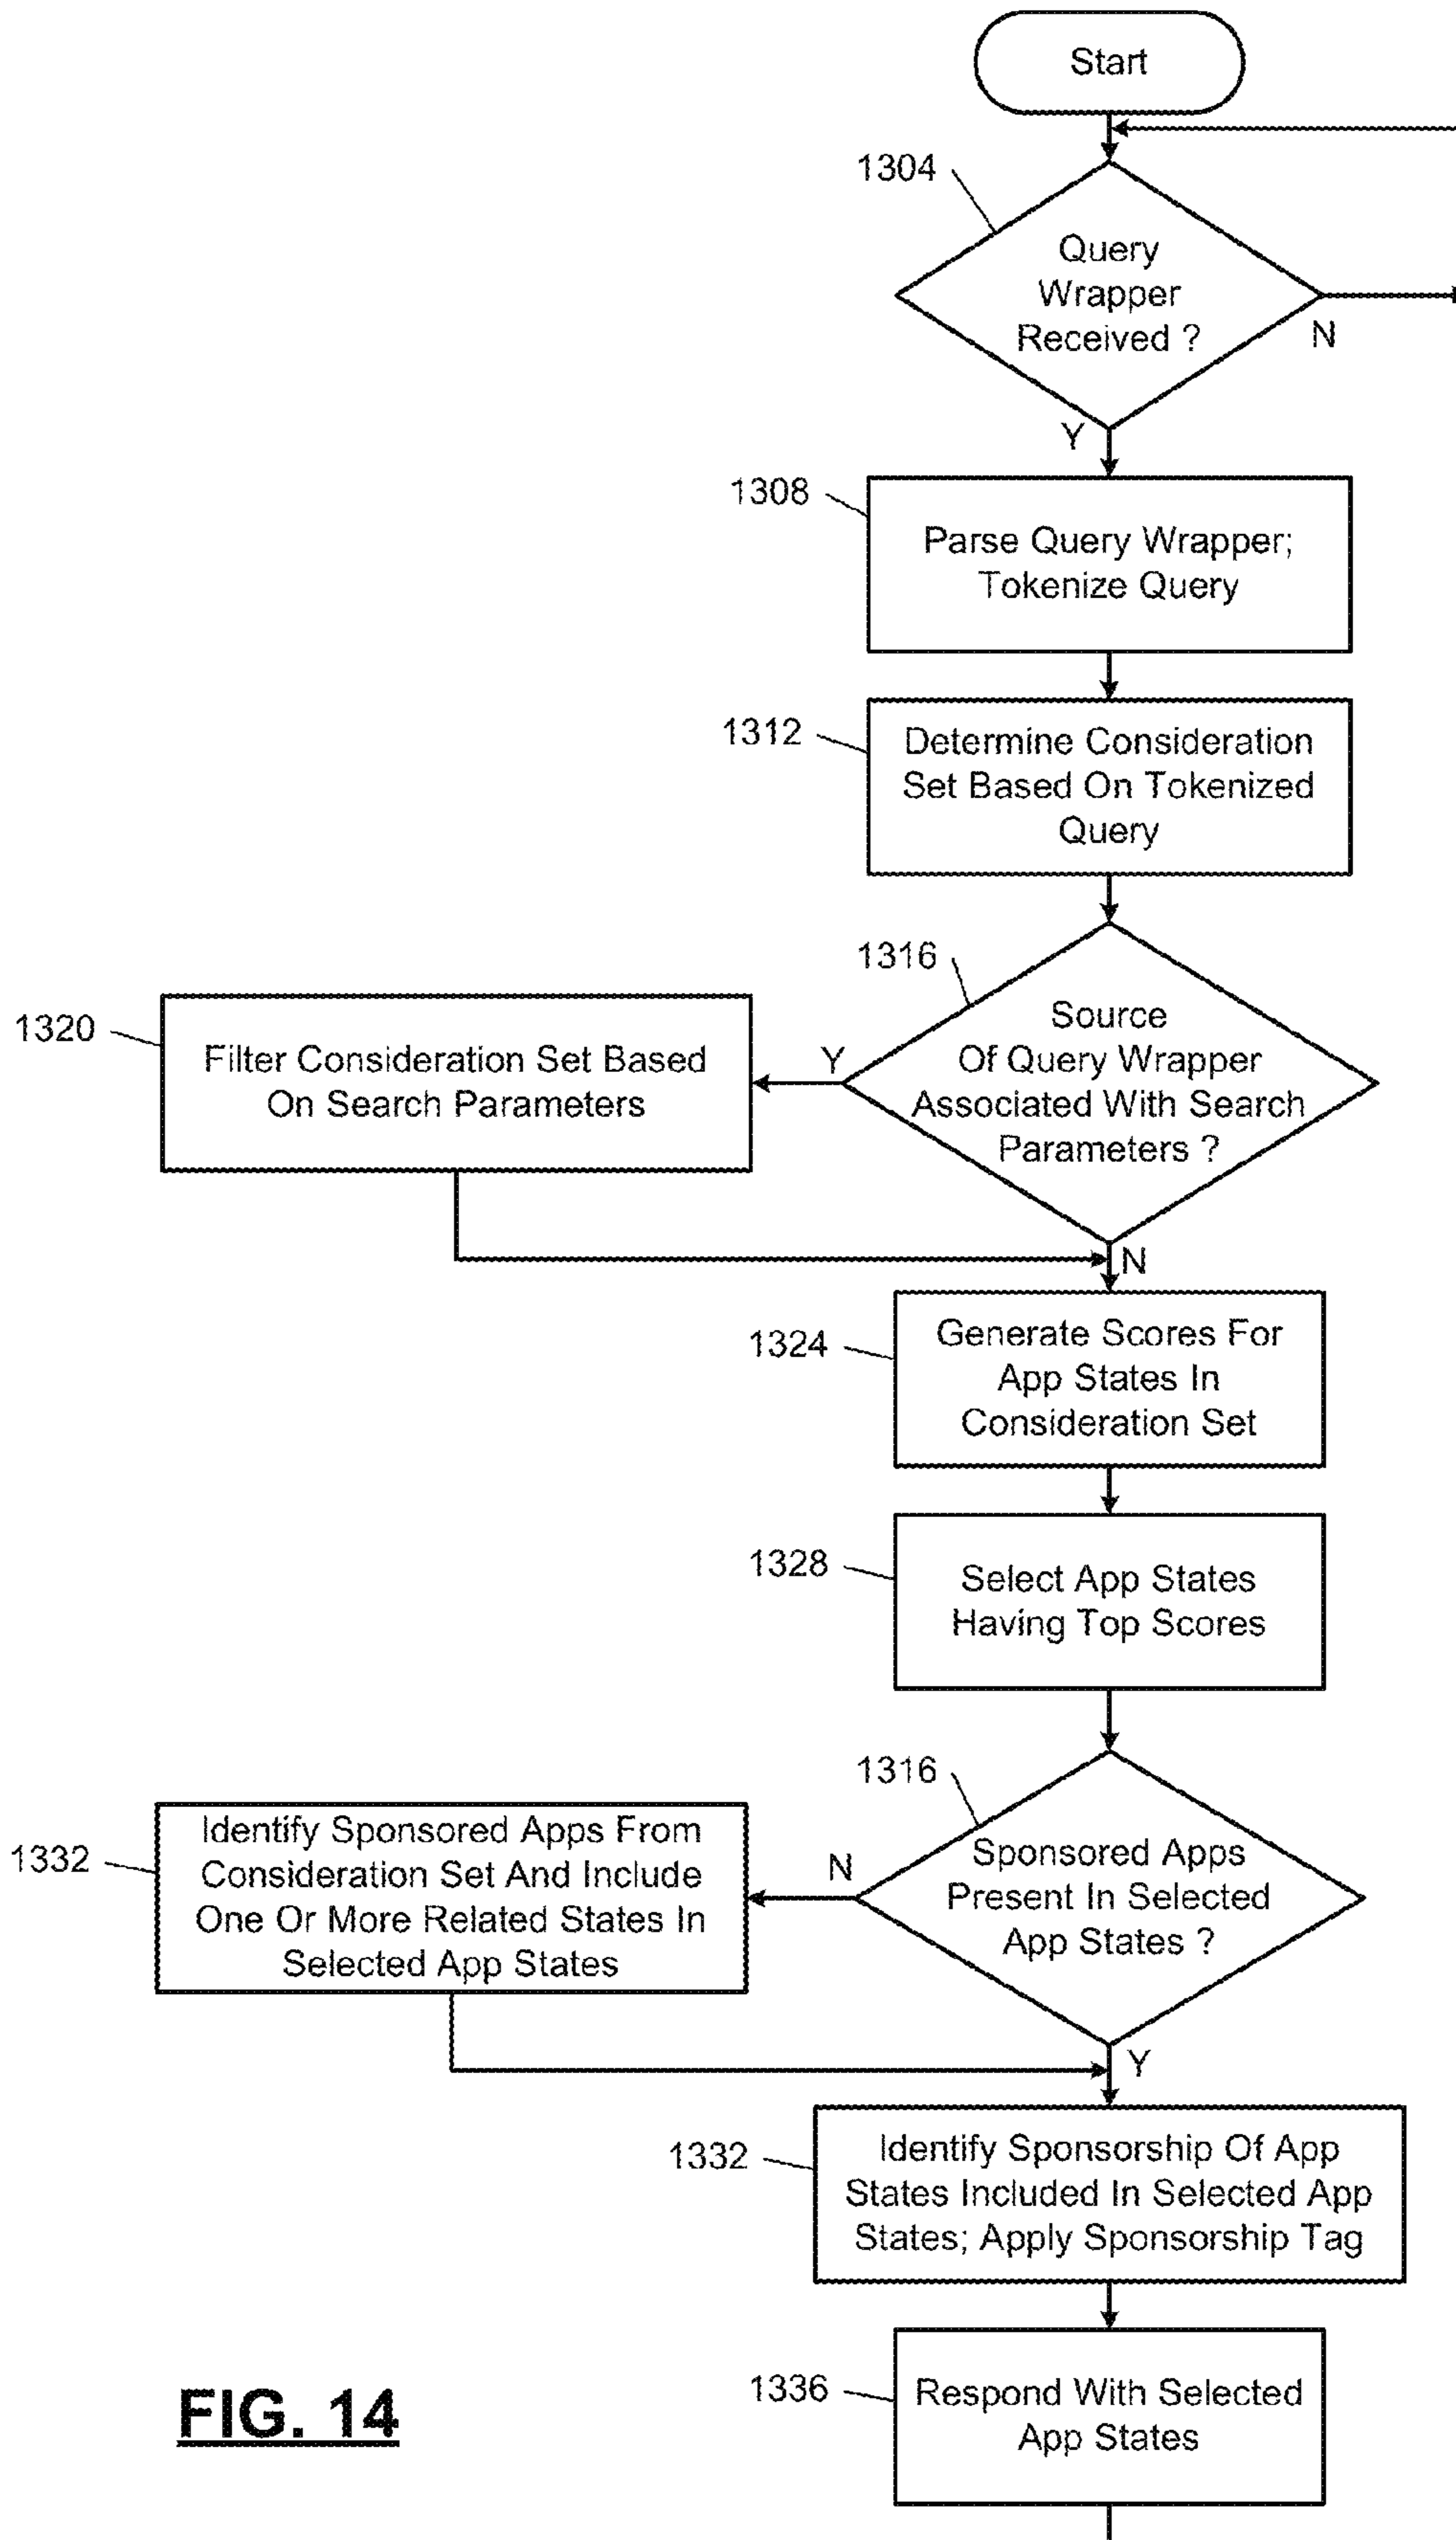 Start
1304
Query
Wrapper
Received ?
N
Y
1308
Parse Query Wrapper;
Tokenize Query
1312
Determine Consideration
Set Based On Tokenized
Query
1316
Source
Of Query Wrapper
Associated With Search
Parameters ?
Y
1320
Filter Consideration Set Based
On Search Parameters
N
1324
Generate Scores For
App States In
Consideration Set
1328
Select App States
Having Top Scores
1316
Sponsored Apps
Present In Selected
App States ?
N
1332
Identify Sponsored Apps From
Consideration Set And Include
One Or More Related States In
Selected App States
Y
1332
Identify Sponsorship Of App
States Included In Selected App
States; Apply Sponsorship Tag
1336
Respond With Selected
App States
FIG. 14